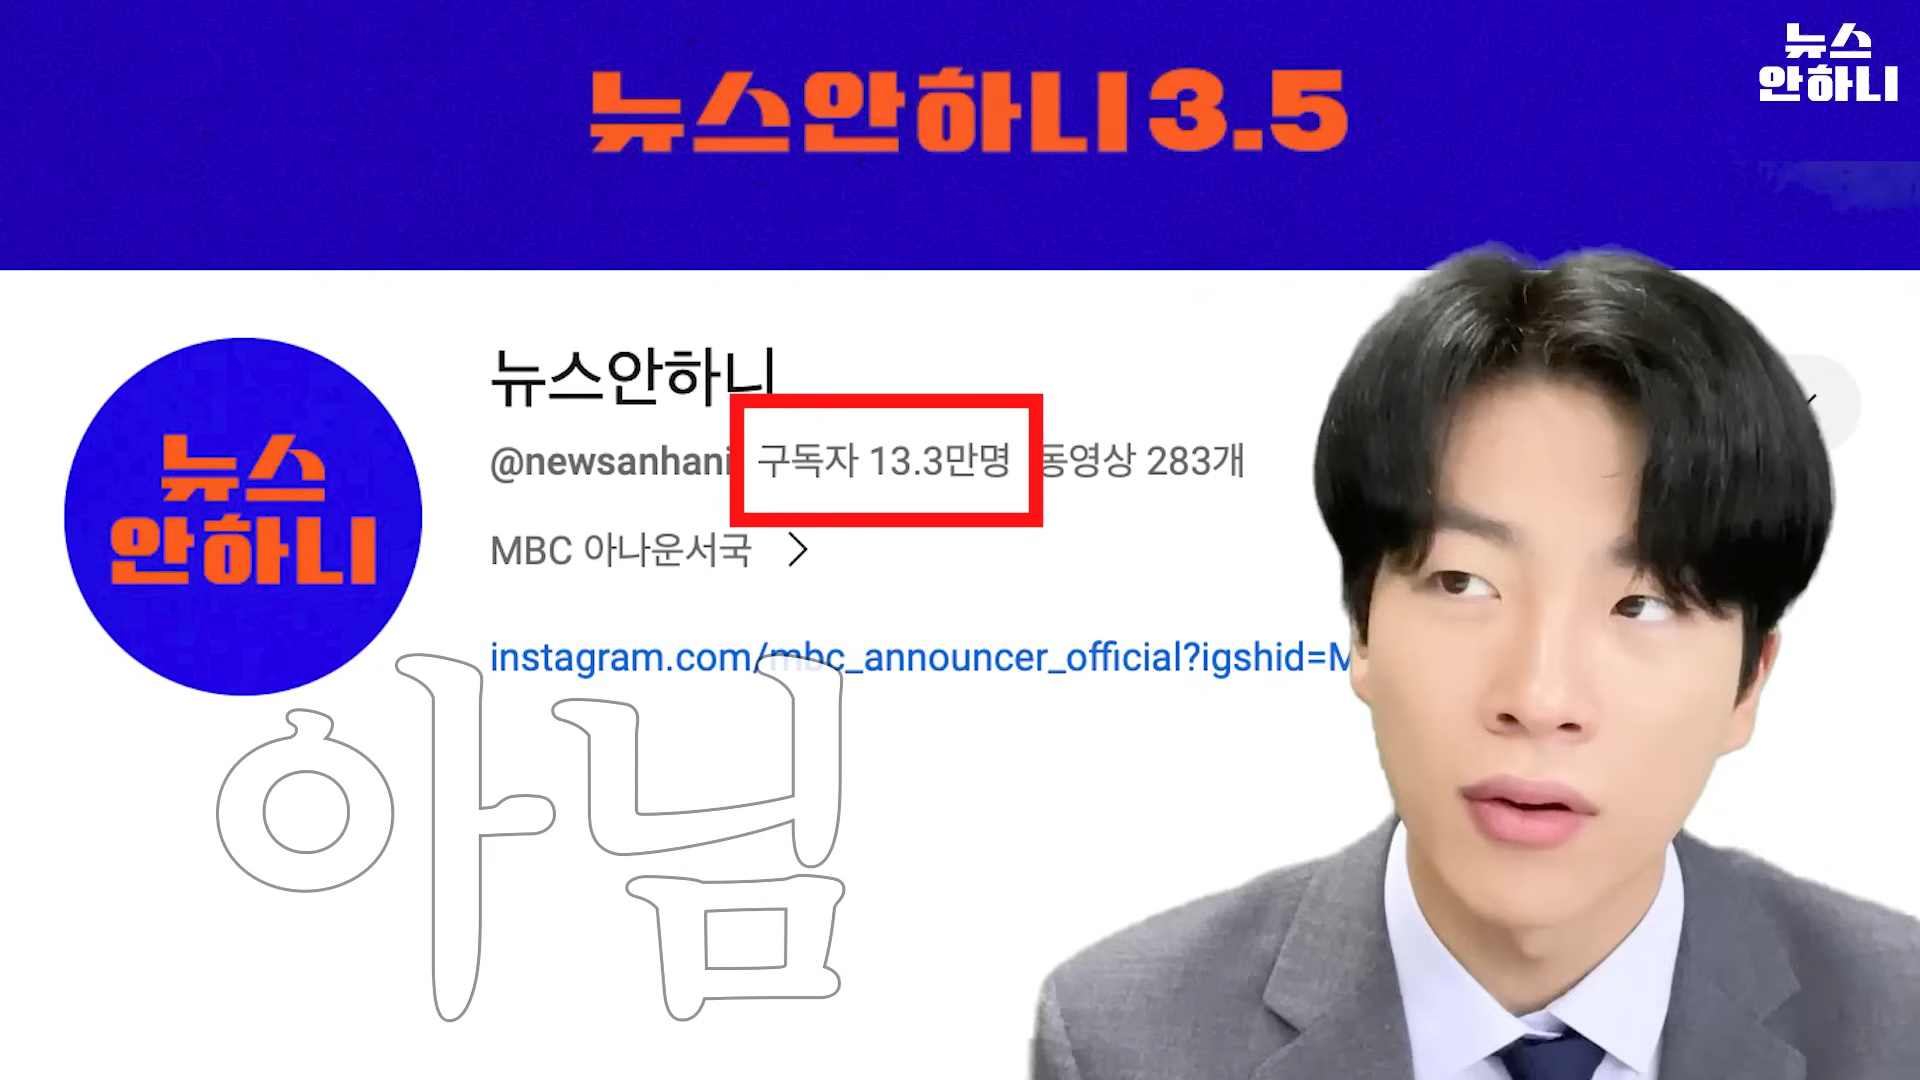 뉴스안하니3.5
뉴스
안하니
뉴스안하니
@newsanhani 구독자 13.3만명 동영상 283개
뉴스
안하니
MBC 아나운서국 >
instagram.com/mbc_announcer_official?igshid=M
아님